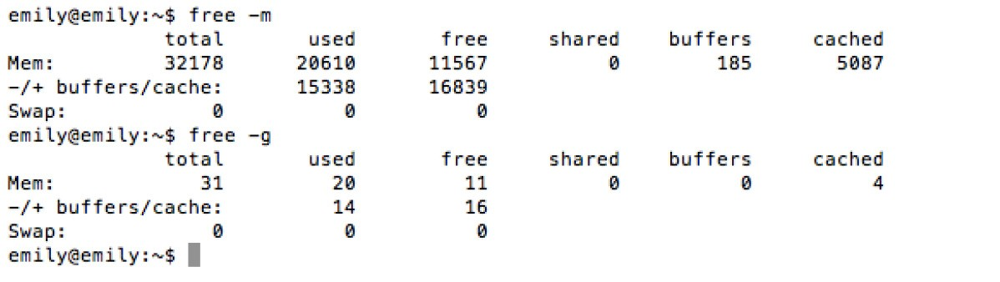 emily@emily:~$ free -m
             total       used       free     shared    buffers     cached
Mem:         32178      20610      11567          0        185       5087
-/+ buffers/cache:      15338      16839
Swap:            0          0          0
emily@emily:~$ free -g
             total       used       free     shared    buffers     cached
Mem:            31         20         11          0          0          4
-/+ buffers/cache:         14         16
Swap:            0          0          0
emily@emily:~$